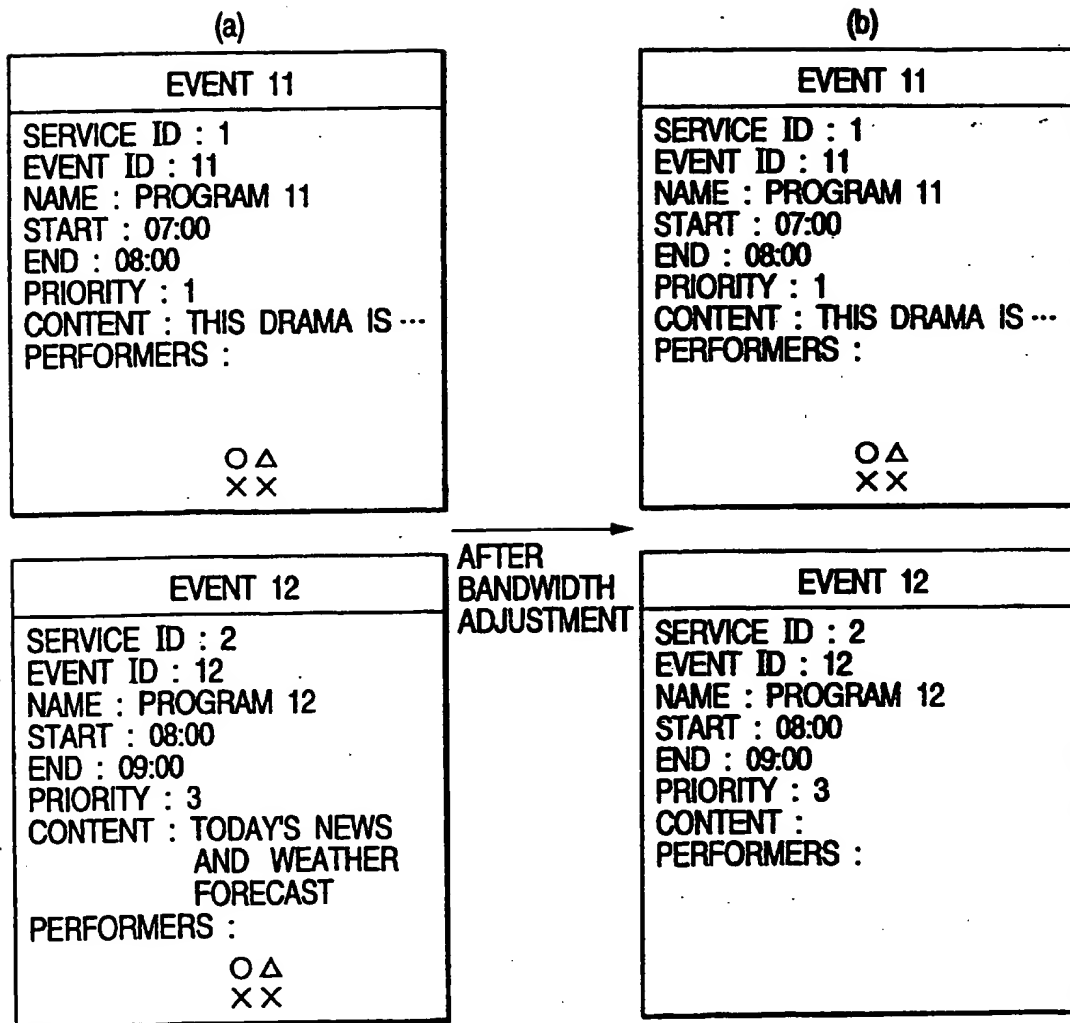 (a)
EVENT 11
SERVICE ID : 1
EVENT ID : 11
NAME : PROGRAM 11
START : 07:00
END : 08:00
PRIORITY : 1
CONTENT : THIS DRAMA IS ···
PERFORMERS :
○△
××
EVENT 12
SERVICE ID : 2
EVENT ID : 12
NAME : PROGRAM 12
START : 08:00
END : 09:00
PRIORITY : 3
CONTENT : TODAY'S NEWS
AND WEATHER
FORECAST
PERFORMERS :
○△
××
AFTER
BANDWIDTH
ADJUSTMENT
(b)
EVENT 11
SERVICE ID : 1
EVENT ID : 11
NAME : PROGRAM 11
START : 07:00
END : 08:00
PRIORITY : 1
CONTENT : THIS DRAMA IS ···
PERFORMERS :
○△
××
EVENT 12
SERVICE ID : 2
EVENT ID : 12
NAME : PROGRAM 12
START : 08:00
END : 09:00
PRIORITY : 3
CONTENT :
PERFORMERS :